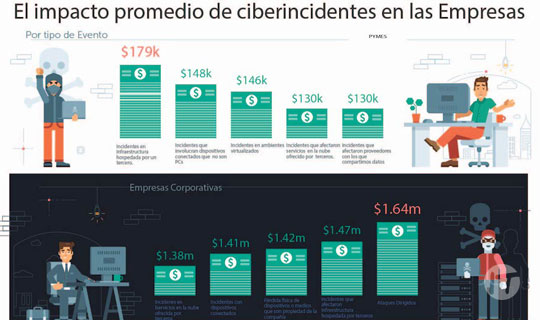 El impacto promedio de ciberincidentes en las Empresas
Por tipo de Evento
PYMES
$179k
$148k
$146k
$130k
$130k
Incidentes en
infraestructura
hospedada por un
tercero.
Incidentes que
involucran dispositivos
conectados que no son
PCs
Incidentes en ambientes
virtualizados
Incidentes que afectaron
servicios en la nube
ofrecido por terceros.
Incidentes que
afectaron proveedores
con los que
compartimos datos
Empresas Corporativas
$1.38m
$1.41m
$1.42m
$1.47m
$1.64m
Incidentes en
Servicios en la nube
ofrecida por
Incidentes con
dispositivos
conectados
Pérdida física de
dispositivos o medios
que son propiedad de la
compañía
Incidentes que
afectaron
infraestructura
hospedada por terceros
Ataques Dirigidos